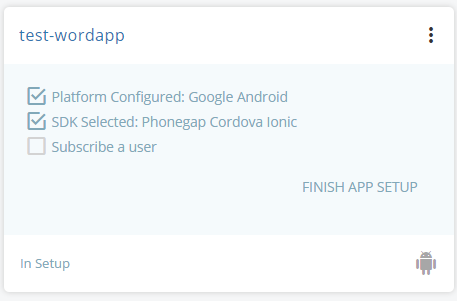 test-wordapp
Platform Configured: Google Android
SDK Selected: Phonegap Cordova Ionic
Subscribe a user
FINISH APP SETUP
In Setup